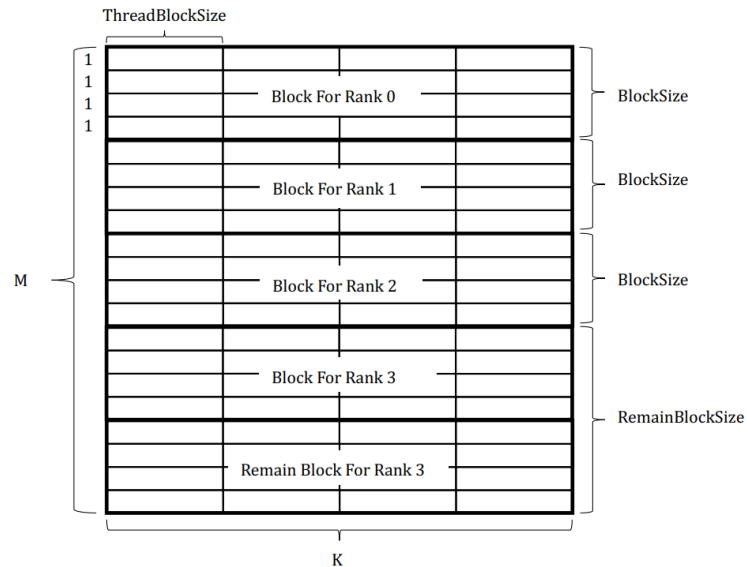 ThreadBlockSize
1
1
1
1
Block For Rank 0
BlockSize
Block For Rank 1
BlockSize
M
Block For Rank 2
BlockSize
Block For Rank 3
RemainBlockSize
Remain Block For Rank 3
K